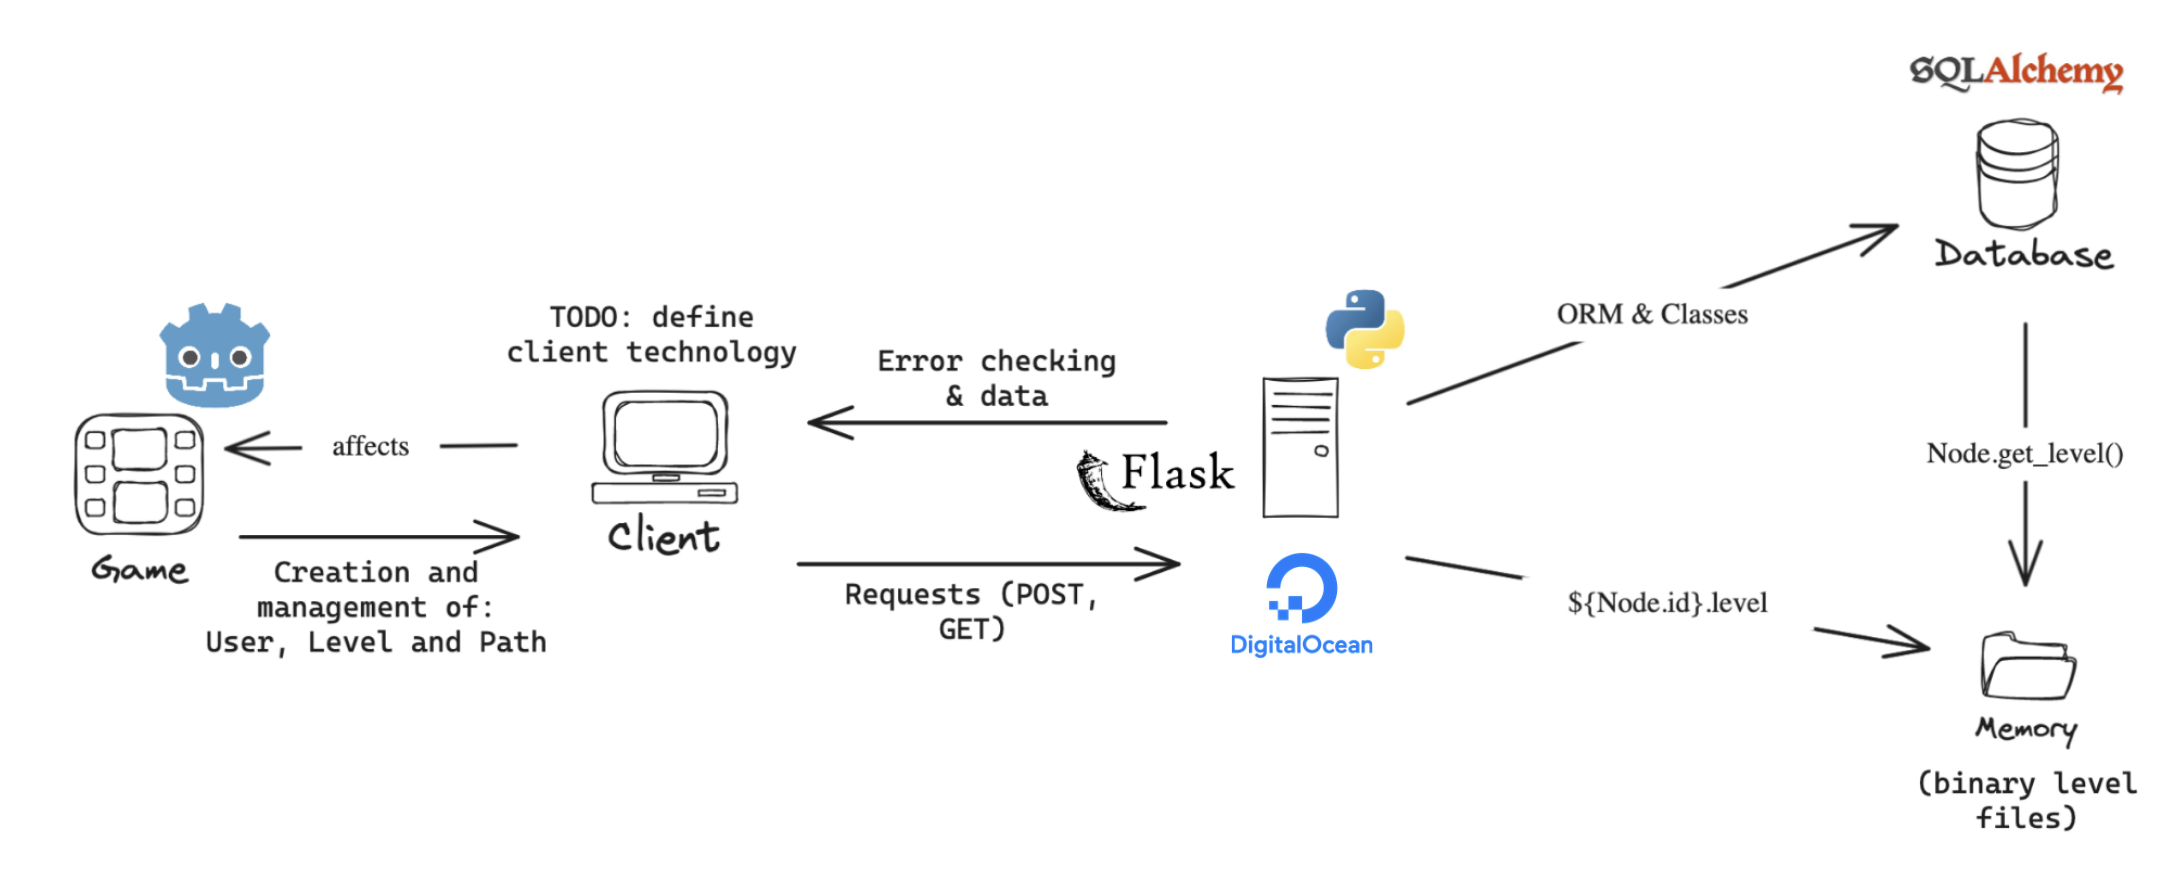 SQLAlchemy
Database
TODO: define
client technology
Error checking
& data
ORM & Classes
affects
Node.get_level()
Flask
Client
Game
Creation and
management of:
User, Level and Path
Requests (POST,
GET)
DigitalOcean
${Node.id}.level
Memory
(binary level
files)